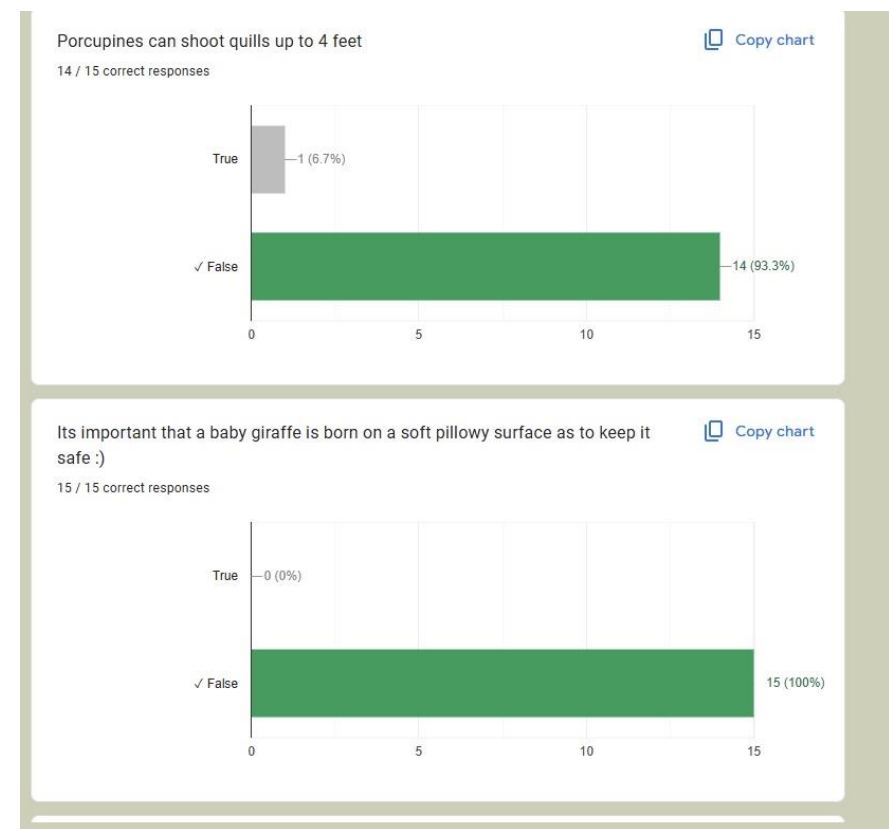 Porcupines can shoot quills up to 4 feet
Copy chart
14 / 15 correct responses
True
1 (6.7%)
✓ False
14 (93.3%)
0 5 10 15
Its important that a baby giraffe is born on a soft pillowy surface as to keep it
safe :)
Copy chart
15 / 15 correct responses
True
0 (0%)
✓ False
15 (100%)
0 5 10 15